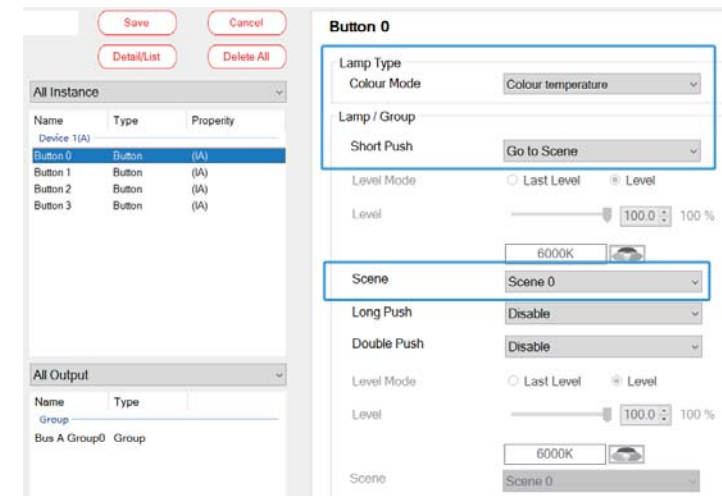 Save Cancel
Detail/List Delete All
All Instance
Name Type Properity
Device 1(A)
Button 0 Button (IA)
Button 1 Button (IA)
Button 2 Button (IA)
Button 3 Button (IA)
All Output
Name Type
Group
Bus A Group0 Group
Button 0
Lamp Type
Colour Mode Colour temperature
Lamp / Group
Short Push Go to Scene
Level Mode Last Level Level
Level 100.0 100 %
6000K
Scene Scene 0
Long Push Disable
Double Push Disable
Level Mode Last Level Level
Level 100.0 100 %
6000K
Scene Scene 0